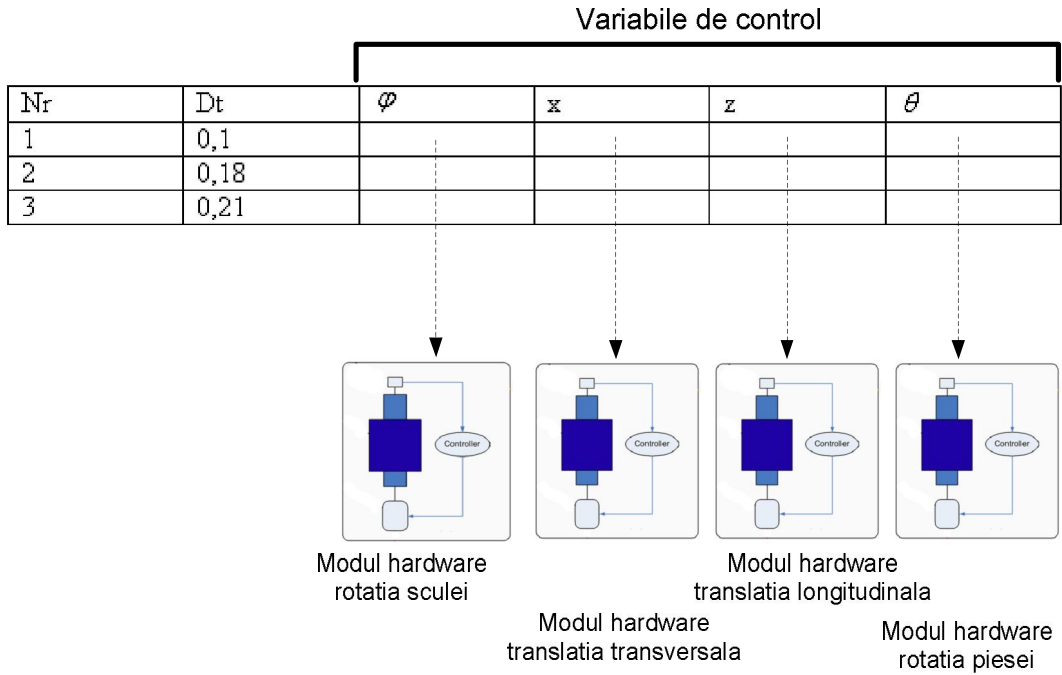 Variabile de control
Nr Dt φ x z θ
1 0,1
2 0,18
3 0,21
Controller Controller Controller Controller
Modul hardware
rotatia sculei
Modul hardware
translatia transversala
Modul hardware
translatia longitudinala
Modul hardware
rotatia piesei